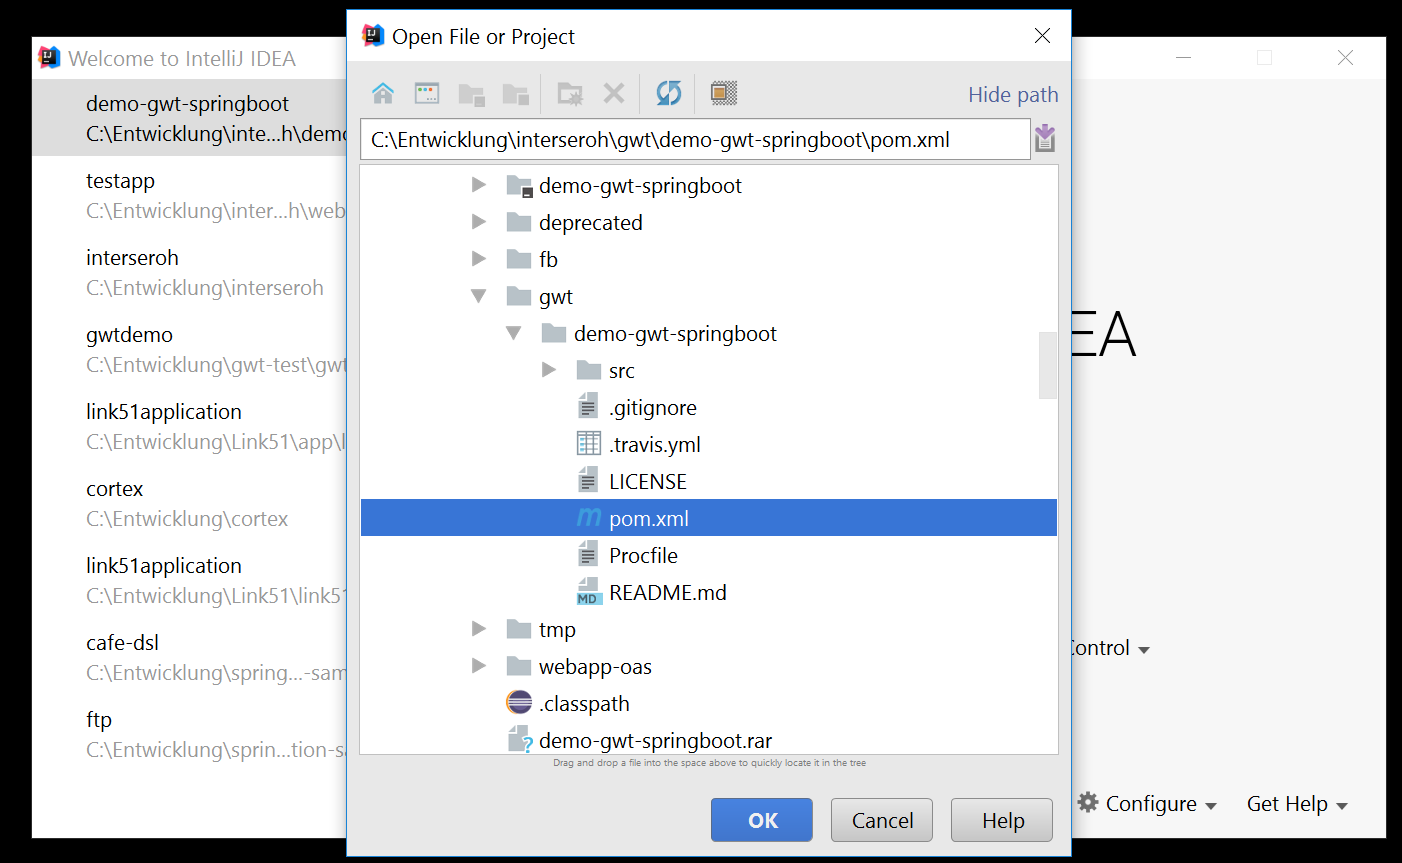 Welcome to IntelliJ IDEA
demo-gwt-springboot
C:\Entwicklung\inte...h\demo
testapp
C:\Entwicklung\inter...h\web
interseroh
C:\Entwicklung\interseroh
gwtdemo
C:\Entwicklung\gwt-test\gwt
link51application
C:\Entwicklung\Link51\app\l
cortex
C:\Entwicklung\cortex
link51application
C:\Entwicklung\Link51\link51
cafe-dsl
C:\Entwicklung\spring...-sam
ftp
C:\Entwicklung\sprin...tion-sa
Open File or Project
Hide path
C:\Entwicklung\interseroh\gwt\demo-gwt-springboot\pom.xml
demo-gwt-springboot
deprecated
fb
gwt
demo-gwt-springboot
src
.gitignore
.travis.yml
LICENSE
m pom.xml
Procfile
MD README.md
tmp
webapp-oas
.classpath
demo-gwt-springboot.rar
Drag and drop a file into the space above to quickly locate it in the tree
OK
Cancel
Help
EA
Control
Configure
Get Help